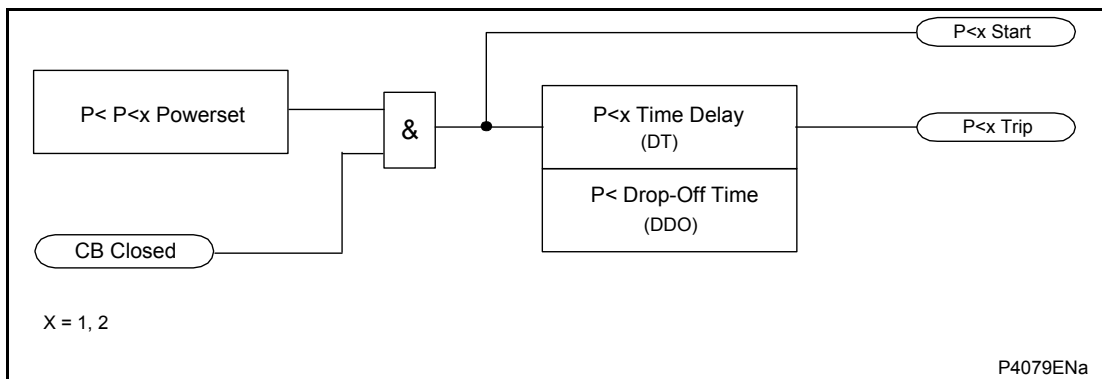 P<x Start
P< P<x Powerset
&
P<x Time Delay
(DT)
P<x Trip
P< Drop-Off Time
(DDO)
CB Closed
X = 1, 2
P4079ENa